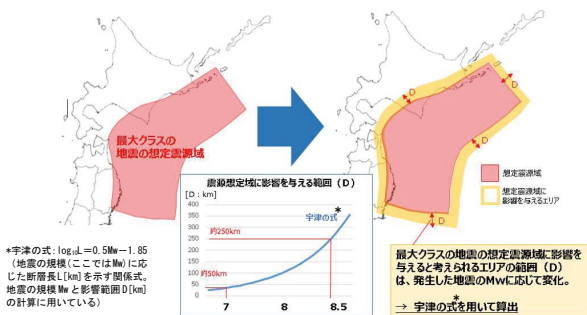 最大クラスの
地震の想定震源域
D
D
D
D
想定震源域
想定震源域に
影響を与えるエリア
震源想定域に影響を与える範囲（D）
[D：km]
400
350
300
250
200
150
100
50
0
宇津の式*
約250km
約50km
7
8
8.5
*宇津の式：log₁₀L＝0.5Mw－1.85
（地震の規模（ここではMw）に応
じた断層長L[km]を示す関係式。
地震の規模Mwと影響範囲D[km]
の計算に用いている）
最大クラスの地震の想定震源域に影響
を与えると考えられるエリアの範囲（D）
は、発生した地震のMwに応じて変化。
→ 宇津の式*を用いて算出